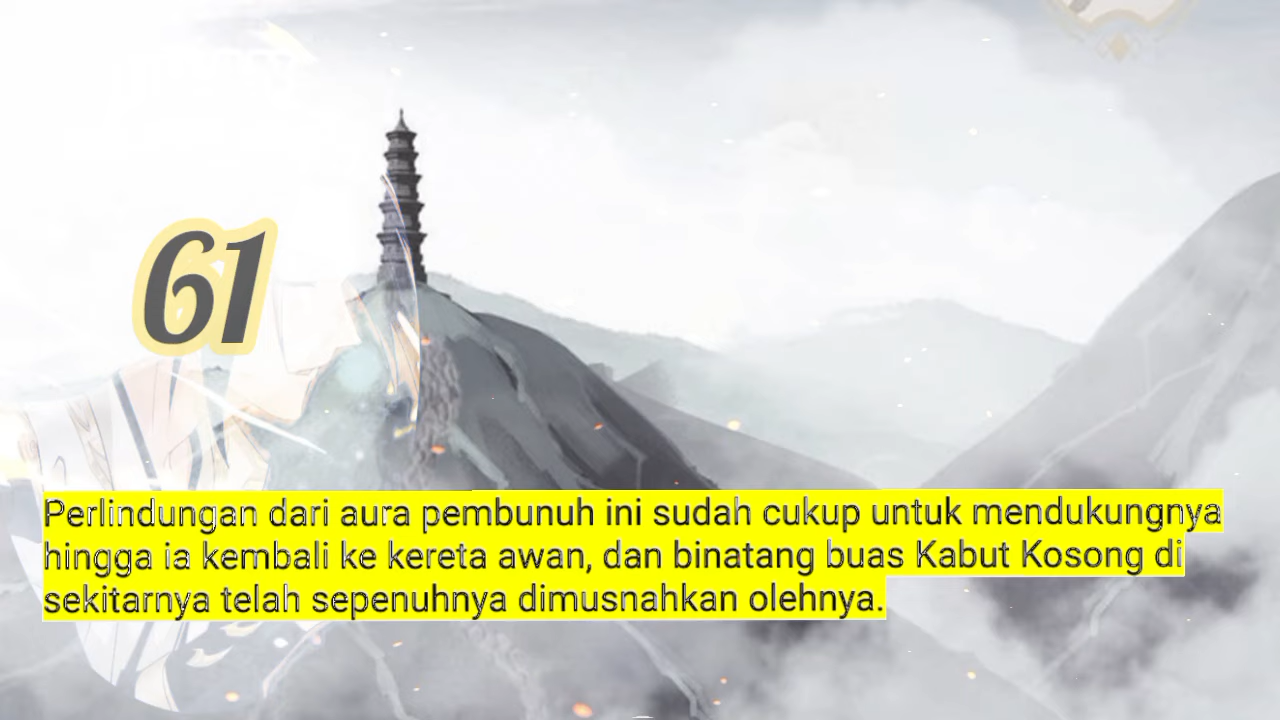 61
Perlindungan dari aura pembunuh ini sudah cukup untuk mendukungnya
hingga ia kembali ke kereta awan, dan binatang buas Kabut Kosong di
sekitarnya telah sepenuhnya dimusnahkan olehnya.